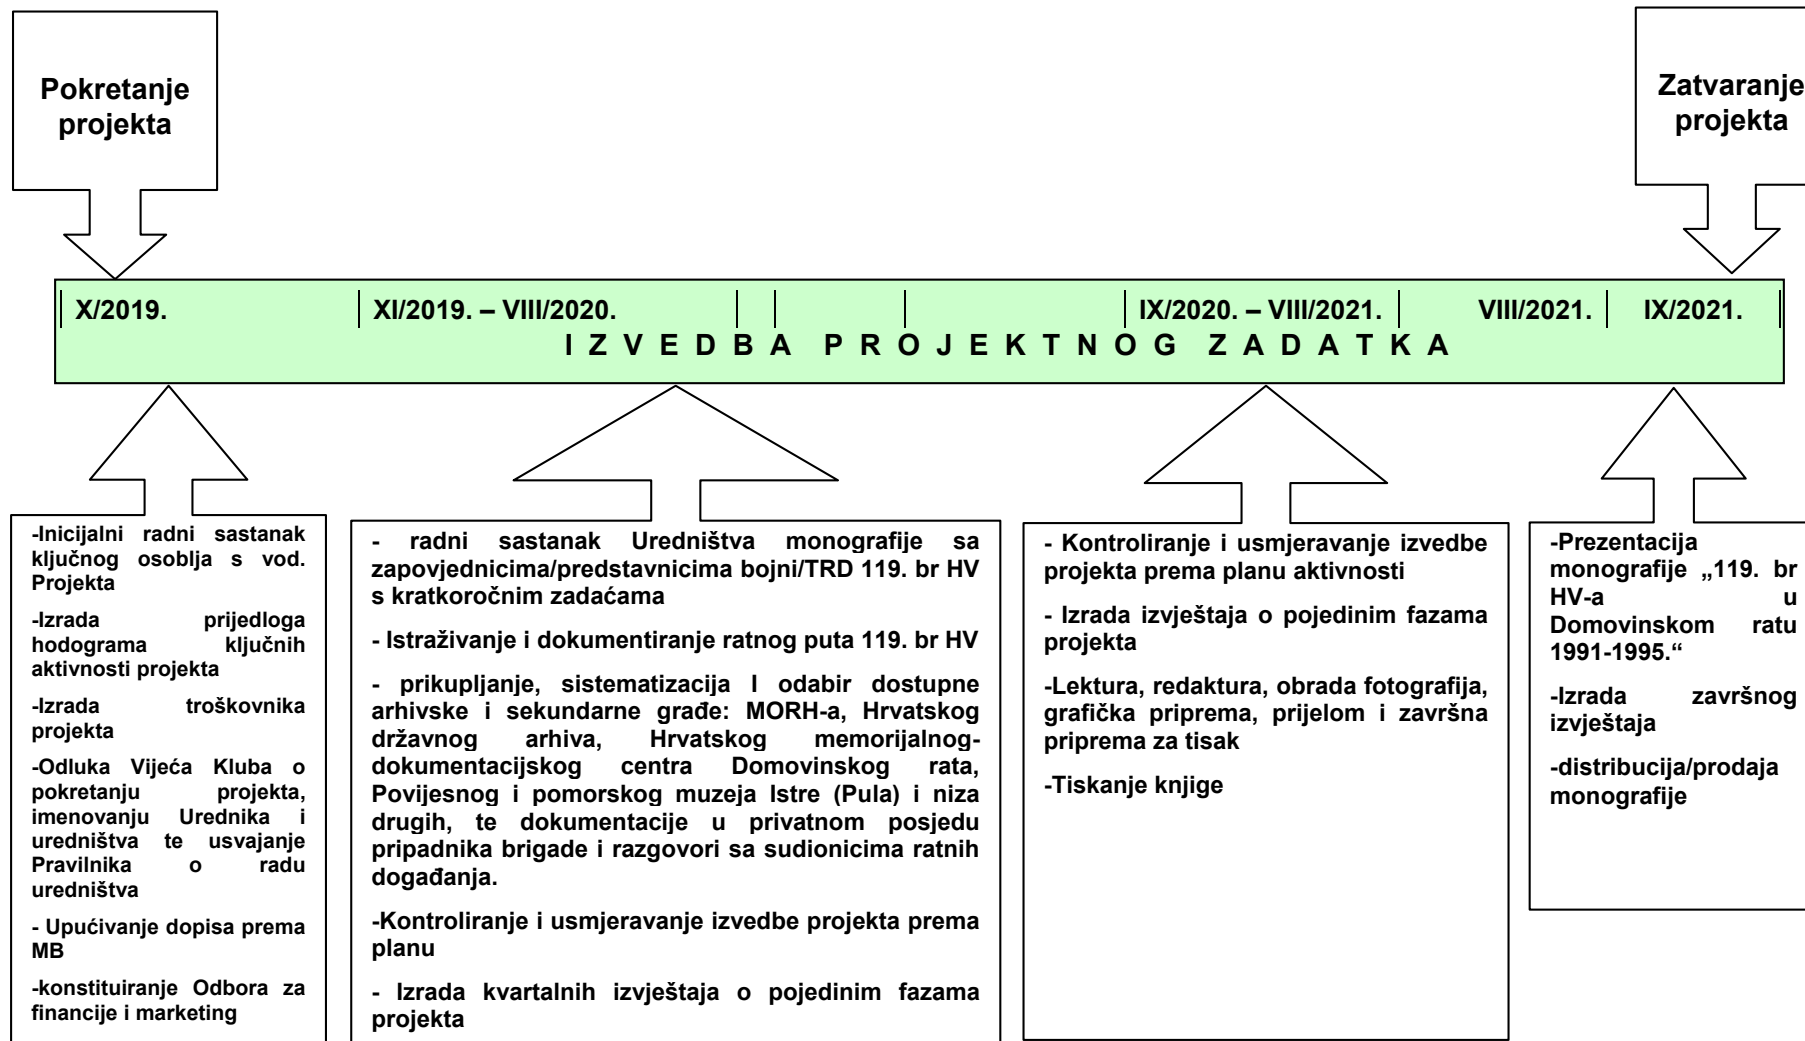 Pokretanje
projekta
Zatvaranje
projekta
X/2019.
XI/2019. – VIII/2020.
IX/2020. – VIII/2021.
VIII/2021.
IX/2021.
I Z V E D B A P R O J E K T N O G Z A D A T K A
-Inicijalni radni sastanak
ključnog osoblja s vod.
Projekta
-Izrada prijedloga
hodograma ključnih
aktivnosti projekta
-Izrada troškovnika
projekta
-Odluka Vijeća Kluba o
pokretanju projekta,
imenovanju Urednika i
uredništva te usvajanje
Pravilnika o radu
uredništva
- Upućivanje dopisa prema
MB
-konstituiranje Odbora za
financije i marketing
- radni sastanak Uredništva monografije sa
zapovjednicima/predstavnicima bojni/TRD 119. br HV
s kratkoročnim zadaćama
- Istraživanje i dokumentiranje ratnog puta 119. br HV
- prikupljanje, sistematizacija I odabir dostupne
arhivske i sekundarne građe: MORH-a, Hrvatskog
državnog arhiva, Hrvatskog memorijalnog-
dokumentacijskog centra Domovinskog rata,
Povijesnog i pomorskog muzeja Istre (Pula) i niza
drugih, te dokumentacije u privatnom posjedu
pripadnika brigade i razgovori sa sudionicima ratnih
događanja.
-Kontroliranje i usmjeravanje izvedbe projekta prema
planu
- Izrada kvartalnih izvještaja o pojedinim fazama
projekta
- Kontroliranje i usmjeravanje izvedbe
projekta prema planu aktivnosti
- Izrada izvještaja o pojedinim fazama
projekta
-Lektura, redaktura, obrada fotografija,
grafička priprema, prijelom i završna
priprema za tisak
-Tiskanje knjige
-Prezentacija
monografije „119. br
HV-a u
Domovinskom ratu
1991-1995.“
-Izrada završnog
izvještaja
-distribucija/prodaja
monografije